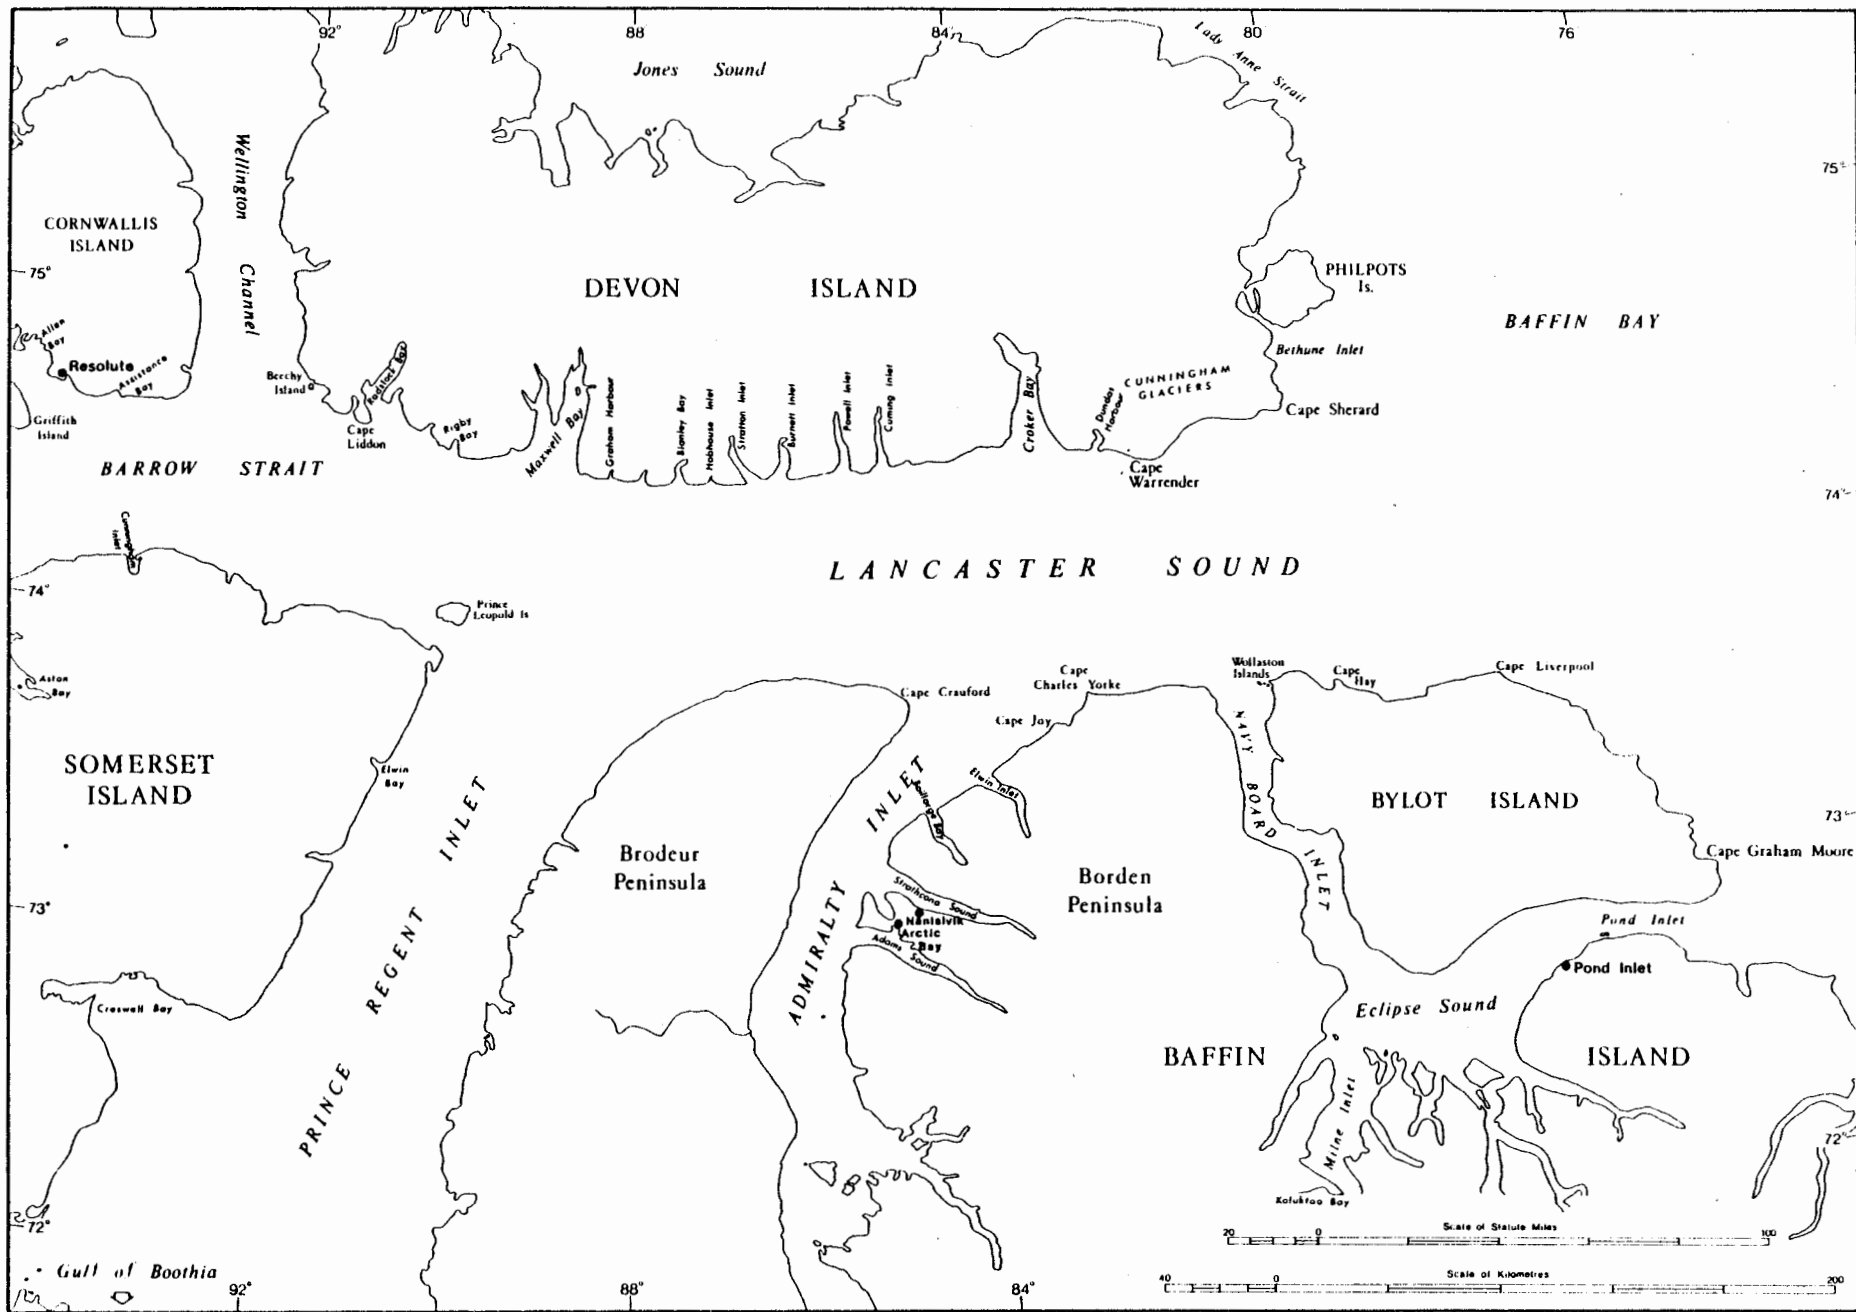 92°
88
84°
80
76
Jones Sound
Lady Anne Strait
Wellington Channel
75°
CORNWALLIS
ISLAND
75°
DEVON ISLAND
PHILPOTS
Is.
BAFFIN BAY
Allen
Bay
Resolute
Assistance
Bay
Beechy
Island
Radstock Bay
Bethune Inlet
CUNNINGHAM
GLACIERS
Griffith
Island
Cape
Liddon
Rigby
Bay
Maxwell Bay
Graham Harbour
Blanley Bay
Hobhouse Inlet
Stratton Inlet
Burnett Inlet
Powell Inlet
Cuming Inlet
Croker Bay
Dundas
Harbour
Cape Sherard
Cape
Warrender
BARROW STRAIT
74°
Cunningham
Inlet
LANCASTER SOUND
74°
Prince
Leopold Is
Aston
Bay
Cape Crauford
Cape
Charles Yorke
Cape Joy
Wollaston
Islands
Cape
Hay
Cape Liverpool
SOMERSET
ISLAND
Elwin
Bay
NAVY BOARD INLET
Elwin Inlet
Baillarge Bay
BYLOT ISLAND
73°
Cape Graham Moore
PRINCE REGENT INLET
Brodeur
Peninsula
ADMIRALTY INLET
Borden
Peninsula
73°
Strathcona Sound
Nanisivik
Arctic
Bay
Adams Sound
Pond Inlet
Pond Inlet
Creswell Bay
Eclipse Sound
BAFFIN ISLAND
Milne Inlet
72°
Koluktoo Bay
72°
Scale of Statute Miles
20 0 100
Gulf of Boothia
Scale of Kilometres
40 0 200
92°
88°
84°